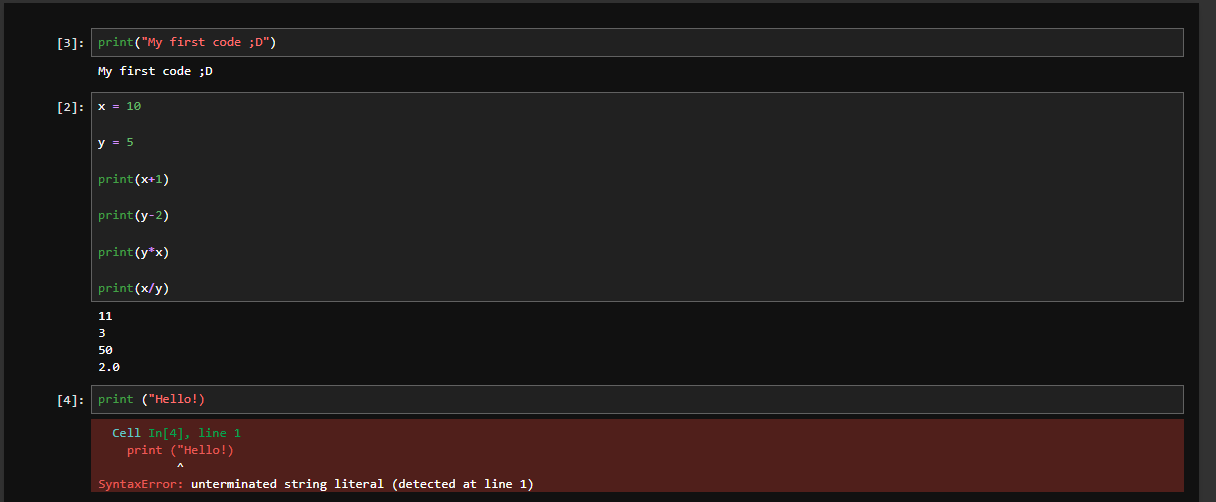 [3]: print("My first code ;D")
My first code ;D
[2]: x = 10
y = 5
print(x+1)
print(y-2)
print(y*x)
print(x/y)
11
3
50
2.0
[4]: print ("Hello!)
Cell In[4], line 1
print ("Hello!)
^
SyntaxError: unterminated string literal (detected at line 1)